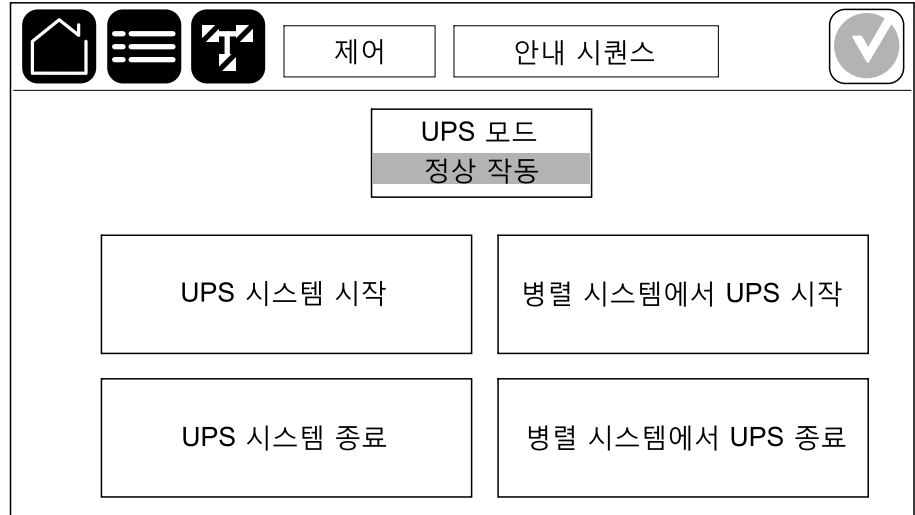 제어
안내 시퀀스
UPS 모드
정상 작동
UPS 시스템 시작
병렬 시스템에서 UPS 시작
UPS 시스템 종료
병렬 시스템에서 UPS 종료